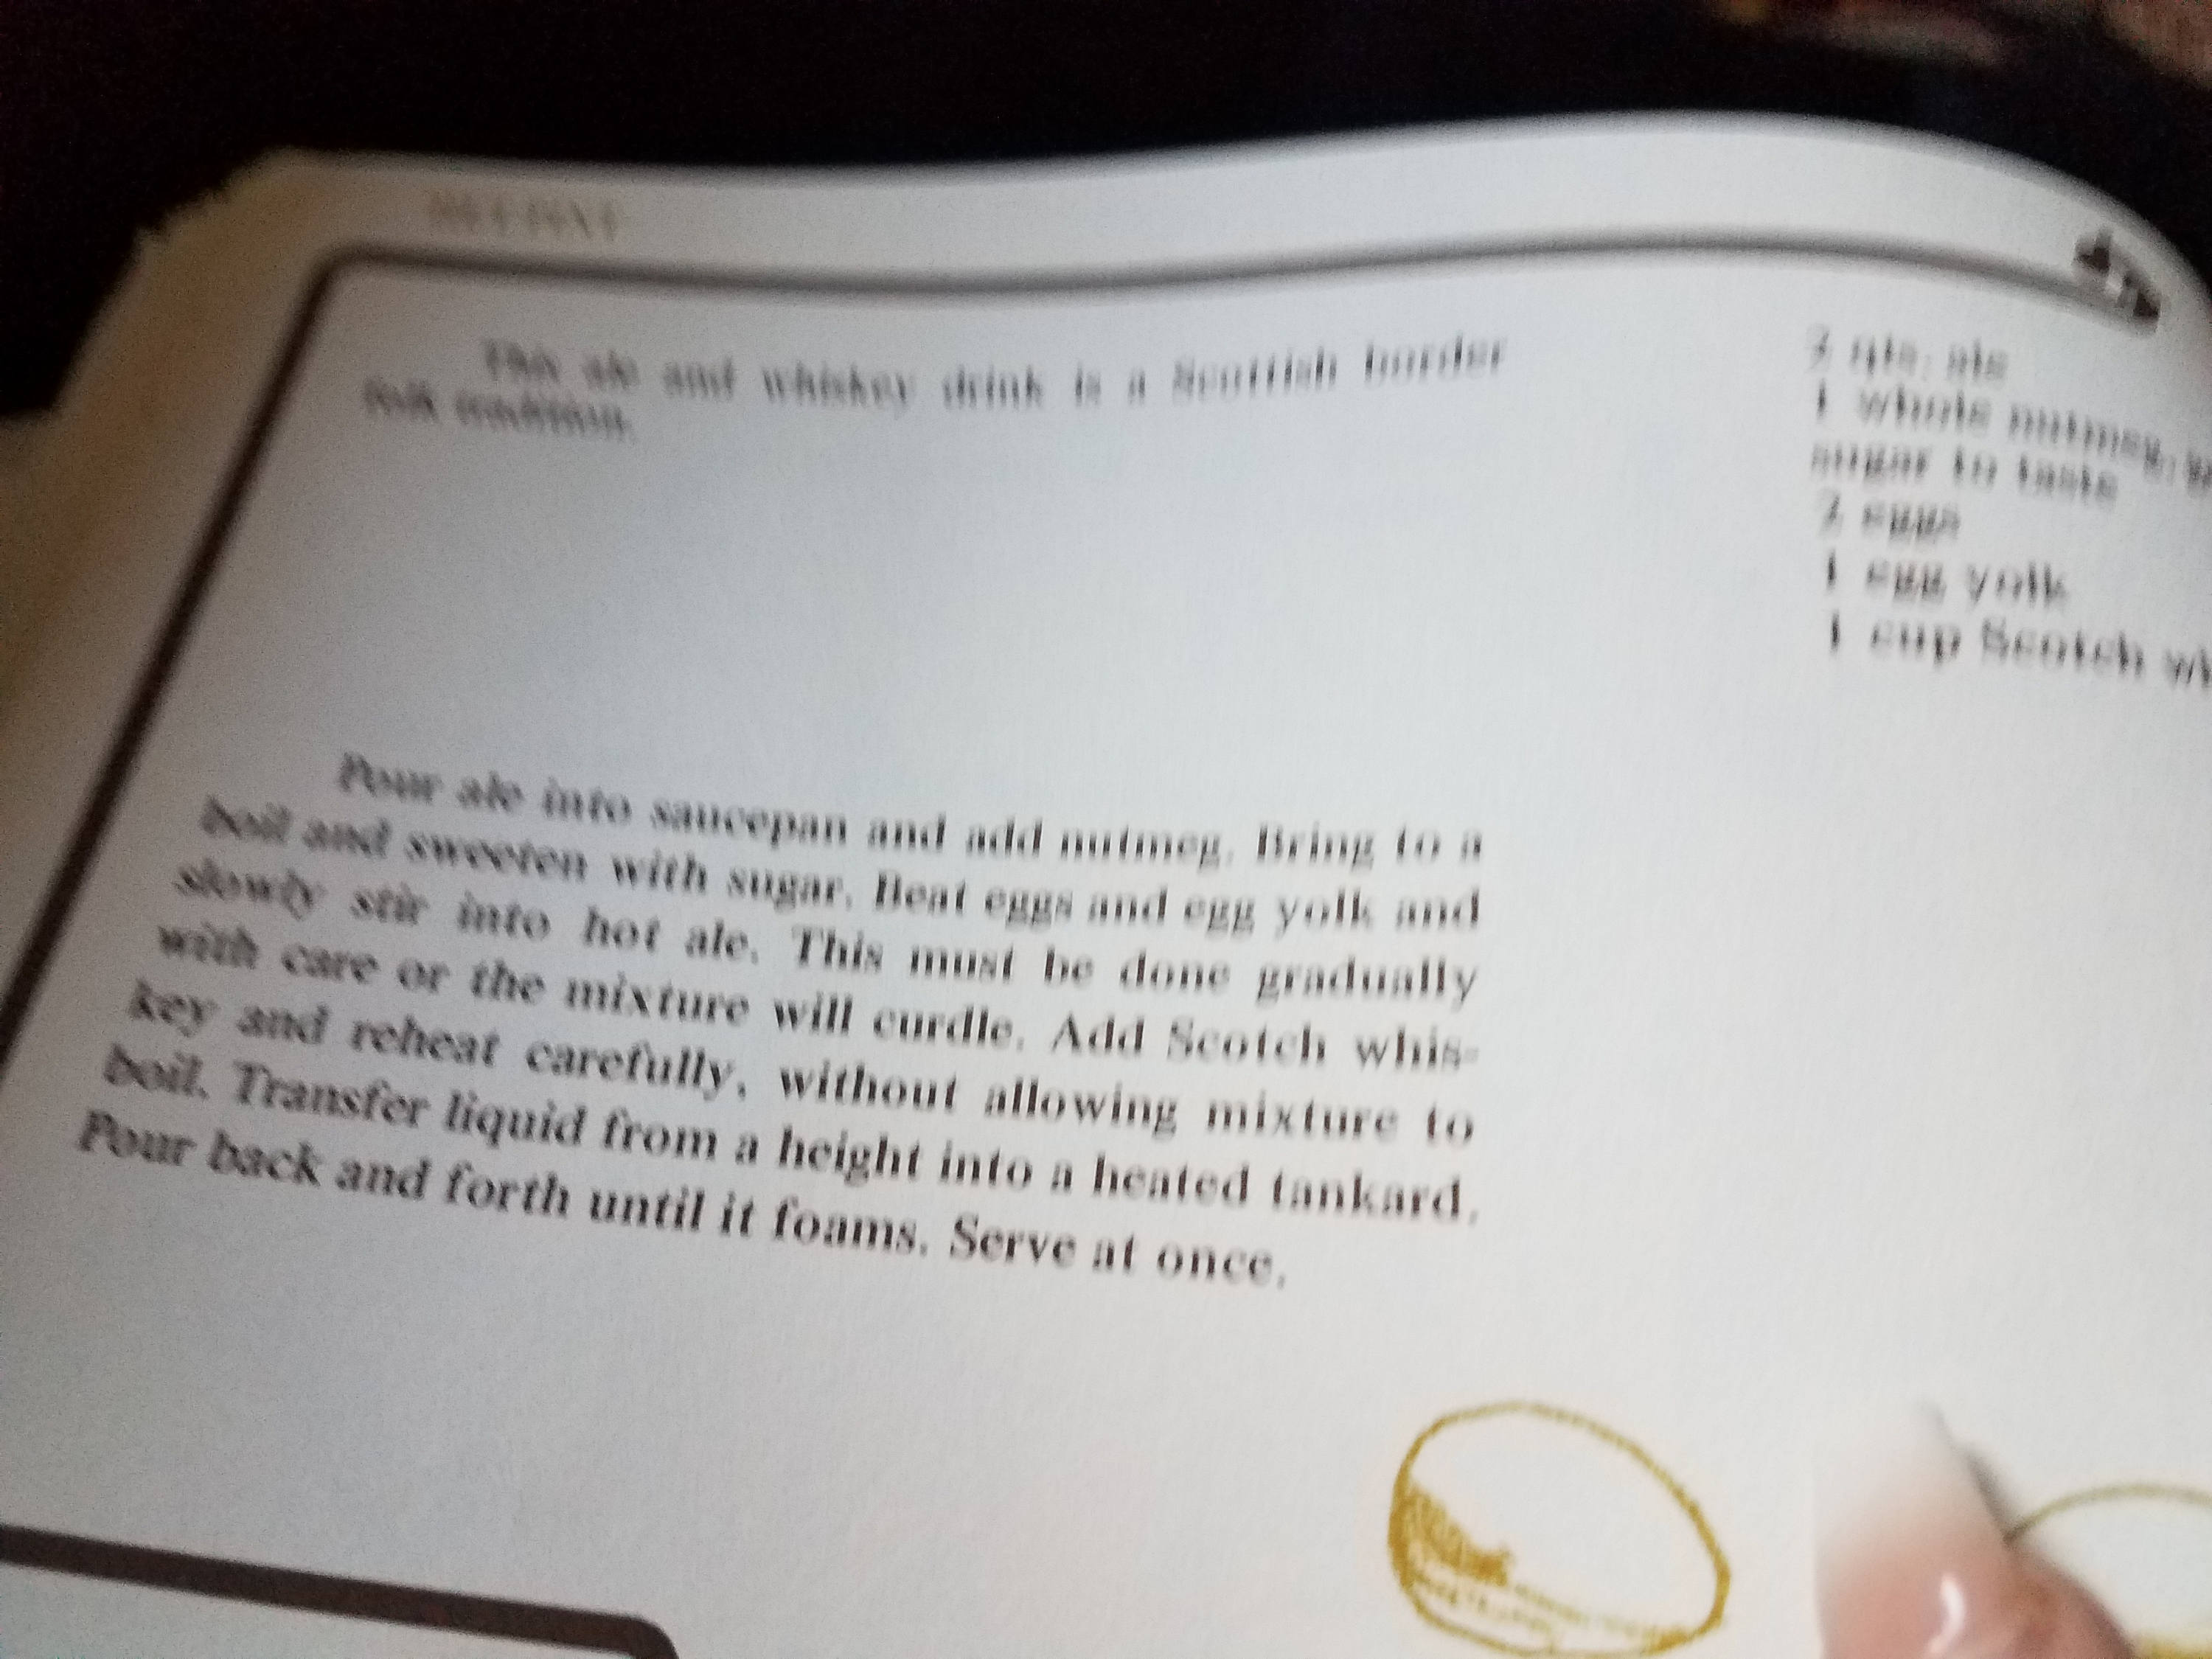 This ale and whiskey drink is a Scottish border
folk tradition.
qts. ale
1 whole nutmeg,
sugar to taste
eggs
1 egg yolk
1 cup Scotch
Pour ale into saucepan and add nutmeg. Bring to a
boil and sweeten with sugar. Beat eggs and egg yolk and
slowly stir into hot ale. This must be done gradually
with care or the mixture will curdle. Add Scotch whis-
key and reheat carefully, without allowing mixture to
boil. Transfer liquid from a height into a heated tankard.
Pour back and forth until it foams. Serve at once.